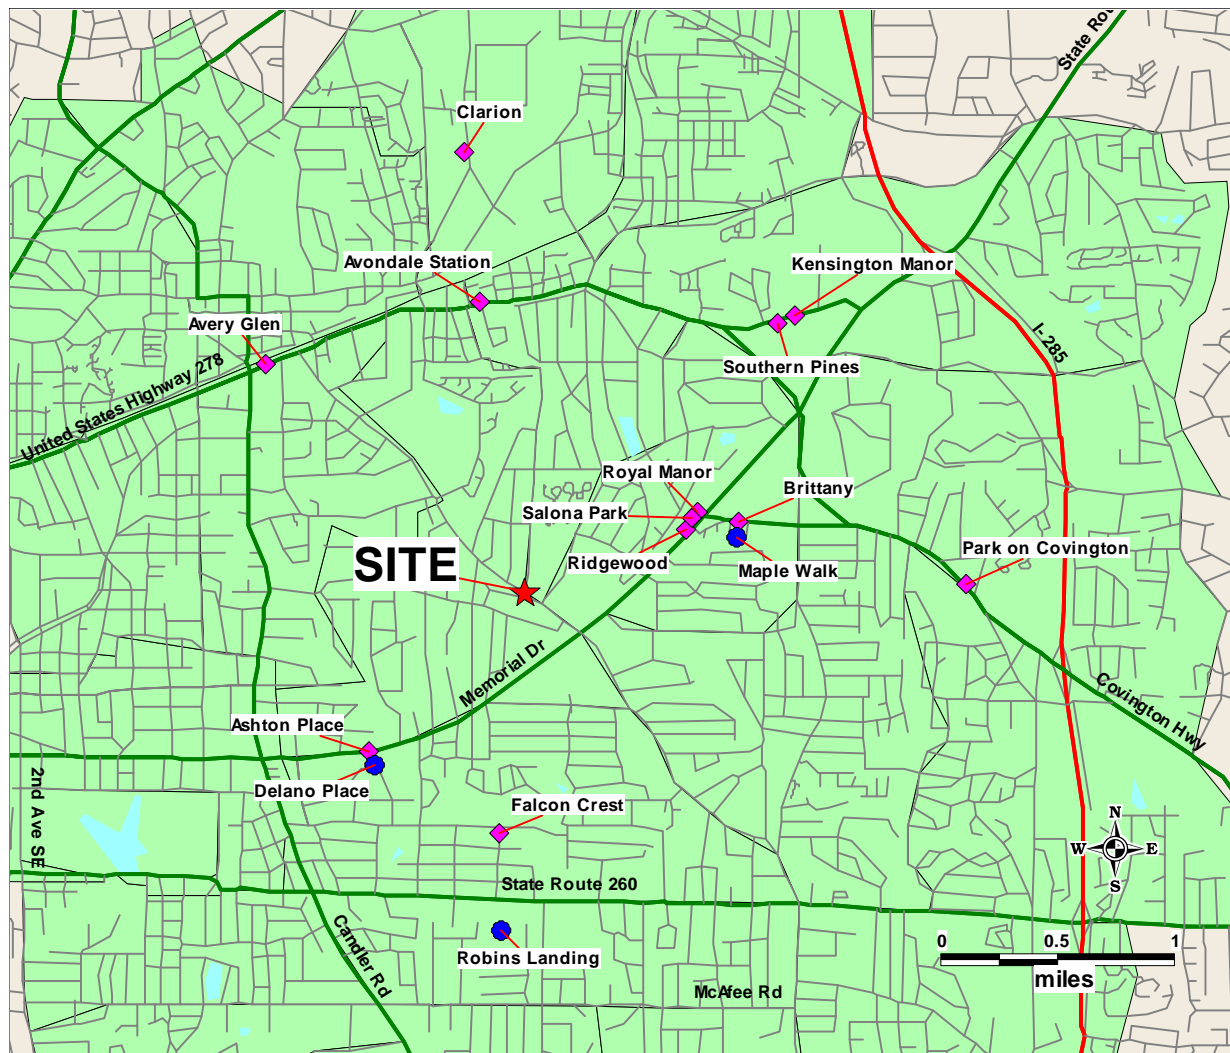 State Rou
Clarion
Avondale Station
Kensington Manor
Avery Glen
I-285
United States Highway 278
Southern Pines
Royal Manor
Brittany
Salona Park
Ridgewood
Maple Walk
Park on Covington
SITE
Memorial Dr
Covington Hwy
Ashton Place
Delano Place
2nd Ave SE
Falcon Crest
N
W E
S
State Route 260
Candler Rd
Robins Landing
0 0.5 1
miles
McAfee Rd